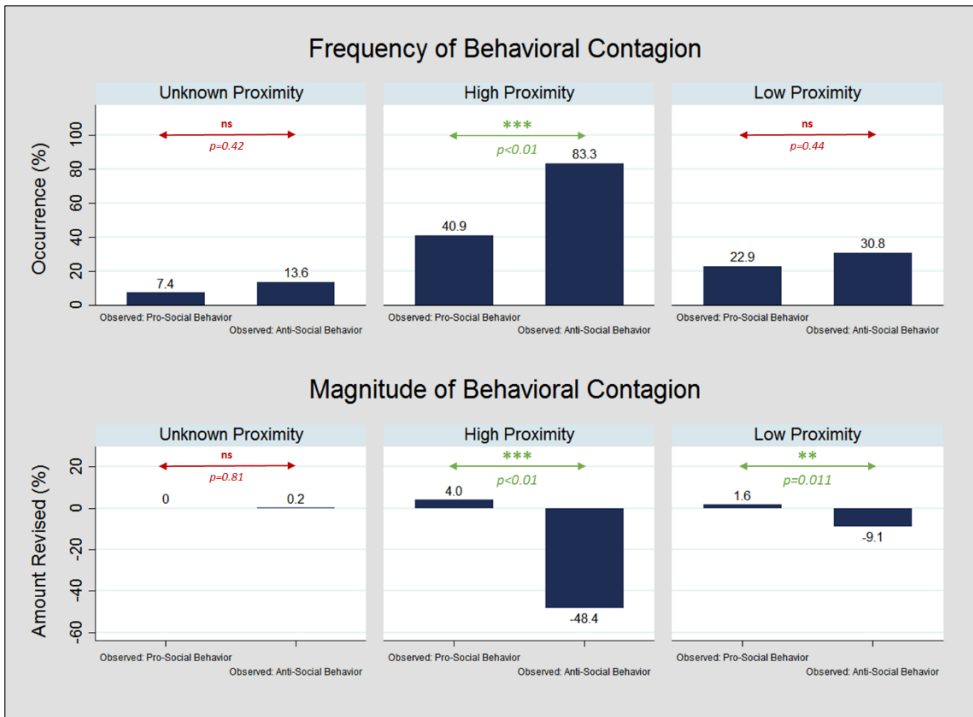 Frequency of Behavioral Contagion
Unknown Proximity
High Proximity
Low Proximity
Occurrence (%)
100
80
60
40
20
0
ns
p=0.42
7.4
13.6
***
p<0.01
40.9
83.3
ns
p=0.44
22.9
30.8
Observed: Pro-Social Behavior
Observed: Anti-Social Behavior
Observed: Pro-Social Behavior
Observed: Anti-Social Behavior
Observed: Pro-Social Behavior
Observed: Anti-Social Behavior
Magnitude of Behavioral Contagion
Unknown Proximity
High Proximity
Low Proximity
Amount Revised (%)
20
0
-20
-40
-60
ns
p=0.81
0
0.2
***
p<0.01
4.0
-48.4
**
p=0.011
1.6
-9.1
Observed: Pro-Social Behavior
Observed: Anti-Social Behavior
Observed: Pro-Social Behavior
Observed: Anti-Social Behavior
Observed: Pro-Social Behavior
Observed: Anti-Social Behavior